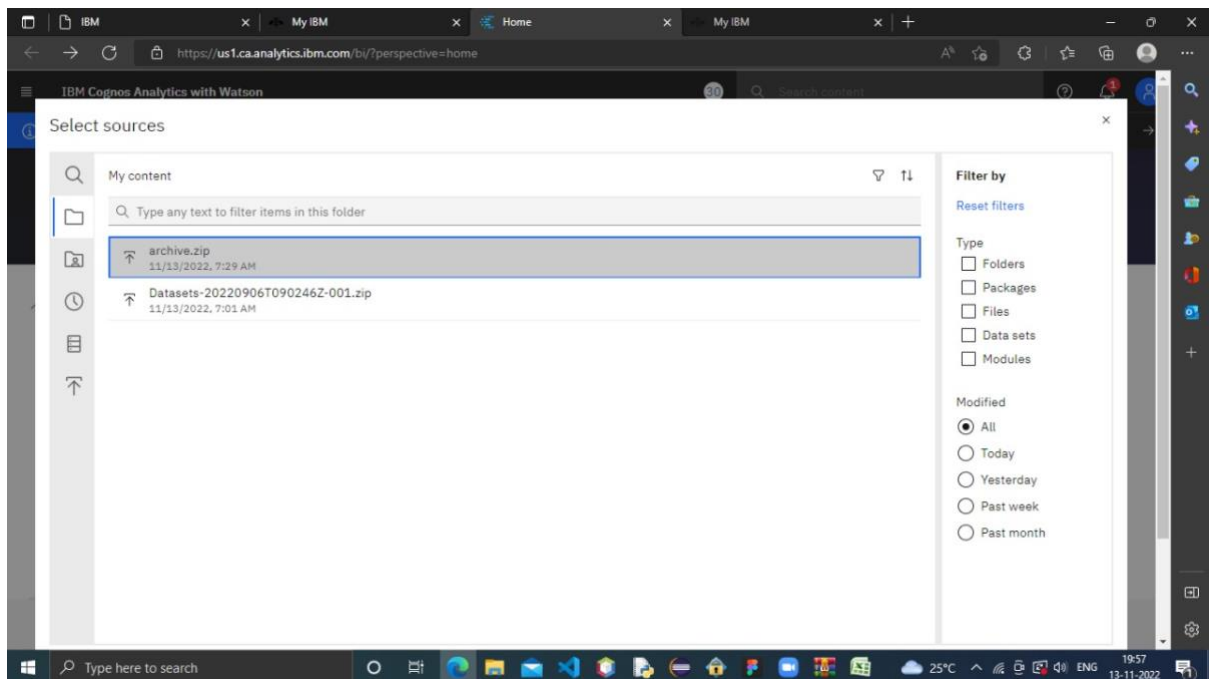 IBM
My IBM
Home
My IBM
https://us1.ca.analytics.ibm.com/bi/?perspective=home
IBM Cognos Analytics with Watson
30
Search content
1
Select sources
My content
Type any text to filter items in this folder
archive.zip
11/13/2022, 7:29 AM
Datasets-20220906T090246Z-001.zip
11/13/2022, 7:01 AM
Filter by
Reset filters
Type
Folders
Packages
Files
Data sets
Modules
Modified
All
Today
Yesterday
Past week
Past month
Type here to search
25°C
ENG
19:57
13-11-2022